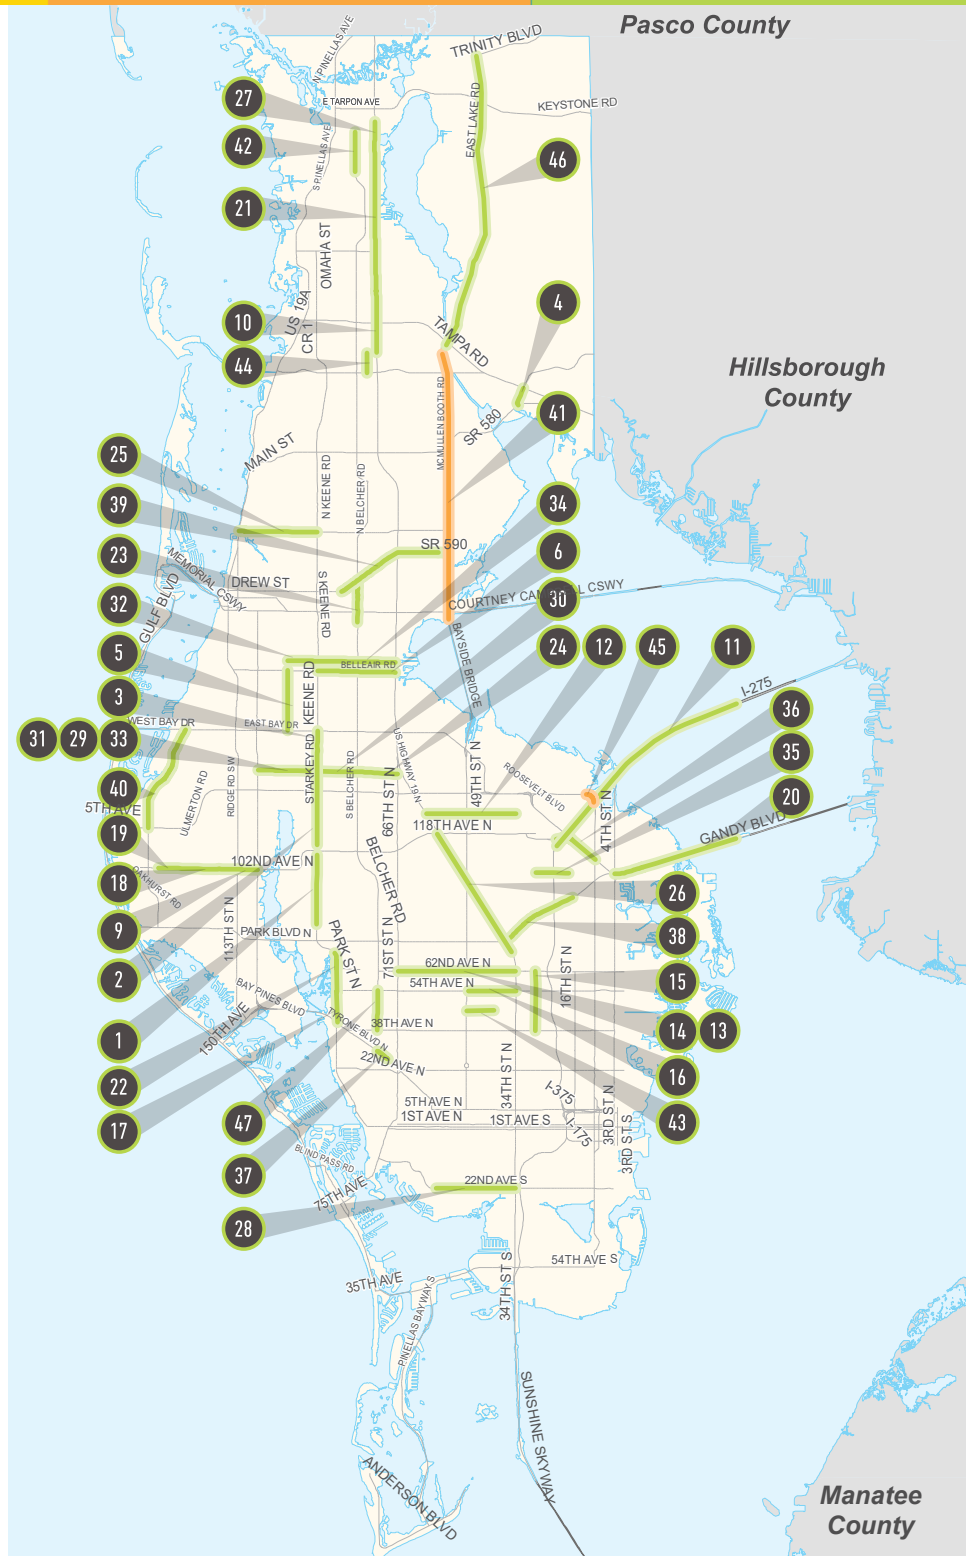 Pasco County
TRINITY BLVD
N PINELLAS AVE
27
E TARPON AVE
KEYSTONE RD
EAST LAKE RD
42
S PINELLAS AVE
46
21
OMAHA ST
US 19A
4
10
CR 1
TAMPA RD
44
Hillsborough
County
MCMULLEN BOOTH RD
41
SR 580
MAIN ST
25
N KEENE RD
N BELCHER RD
39
34
SR 590
23
6
MEMORIAL CSWY
DREW ST
S KEENE RD
COURTNEY CAMPBELL CSWY
30
32
GULF BLVD
BAYSIDE BRIDGE
24
12
45
11
5
BELLEAIR RD
KEENE RD
I-275
3
36
WEST BAY DR
EAST BAY DR
31
29
33
US HIGHWAY 19 N
49TH ST N
35
STARKEY RD
S BELCHER RD
RIDGE RD SW
ROOSEVELT BLVD
40
5TH AVE
ULMERTON RD
66TH ST N
20
4TH ST N
118TH AVE N
GANDY BLVD
19
102ND AVE N
BELCHER RD
OAKHURST RD
18
26
9
113TH ST N
PARK BLVD N
PARK ST N
71ST ST N
38
62ND AVE N
16TH ST N
2
54TH AVE N
15
BAY PINES BLVD
150TH AVE
TYRONE BLVD N
38TH AVE N
14
13
1
22ND AVE N
34TH ST N
16
22
I-375
5TH AVE N
1ST AVE N
1ST AVE S
I-175
3RD ST N
3RD ST S
17
47
43
BLIND PASS RD
37
75TH AVE
22ND AVE S
28
54TH AVE S
35TH AVE
34TH ST S
PINELLAS BAYWAY S
SUNSHINE SKYWAY
ANDERSON BLVD
Manatee
County